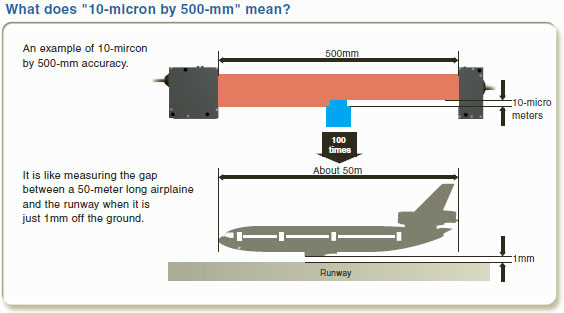 What does "10-micron by 500-mm" mean?
An example of 10-mircon
by 500-mm accuracy.
500mm
10-micro
meters
100
times
It is like measuring the gap
between a 50-meter long airplaine
and the runway when it is
just 1mm off the ground.
About 50m
1mm
Runway